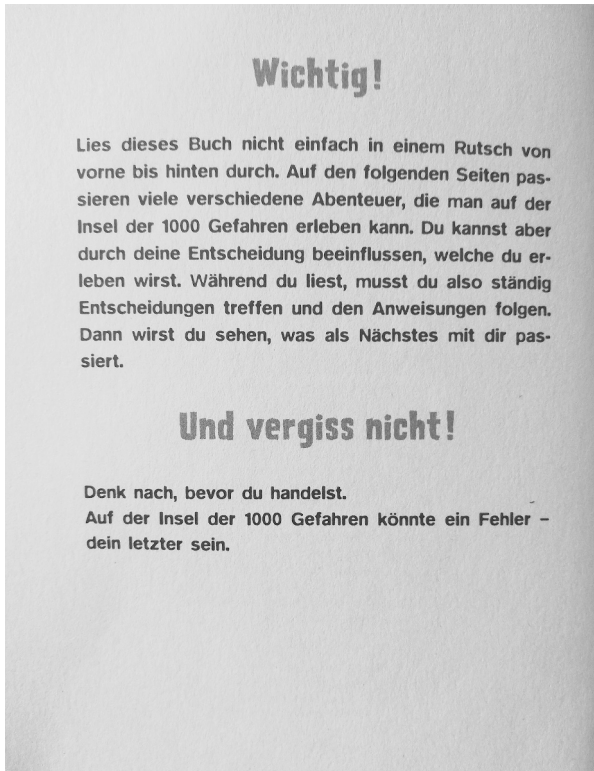 Wichtig!
Lies dieses Buch nicht einfach in einem Rutsch von
vorne bis hinten durch. Auf den folgenden Seiten pas-
sieren viele verschiedene Abenteuer, die man auf der
Insel der 1000 Gefahren erleben kann. Du kannst aber
durch deine Entscheidung beeinflussen, welche du er-
leben wirst. Während du liest, musst du also ständig
Entscheidungen treffen und den Anweisungen folgen.
Dann wirst du sehen, was als Nächstes mit dir pas-
siert.
Und vergiss nicht!
Denk nach, bevor du handelst.
Auf der Insel der 1000 Gefahren könnte ein Fehler –
dein letzter sein.